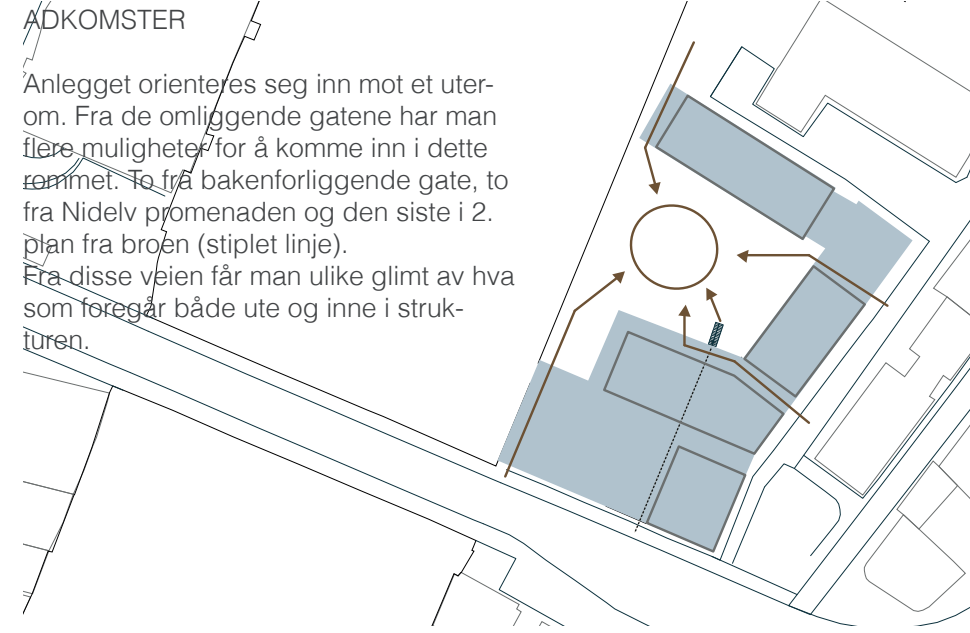 ADKOMSTER
Anlegget orienteres seg inn mot et uter-
om. Fra de omliggende gatene har man
flere muligheter for å komme inn i dette
rommet. To fra bakenforliggende gate, to
fra Nidelv promenaden og den siste i 2.
plan fra broen (stiplet linje).
Fra disse veien får man ulike glimt av hva
som foregår både ute og inne i struk-
turen.